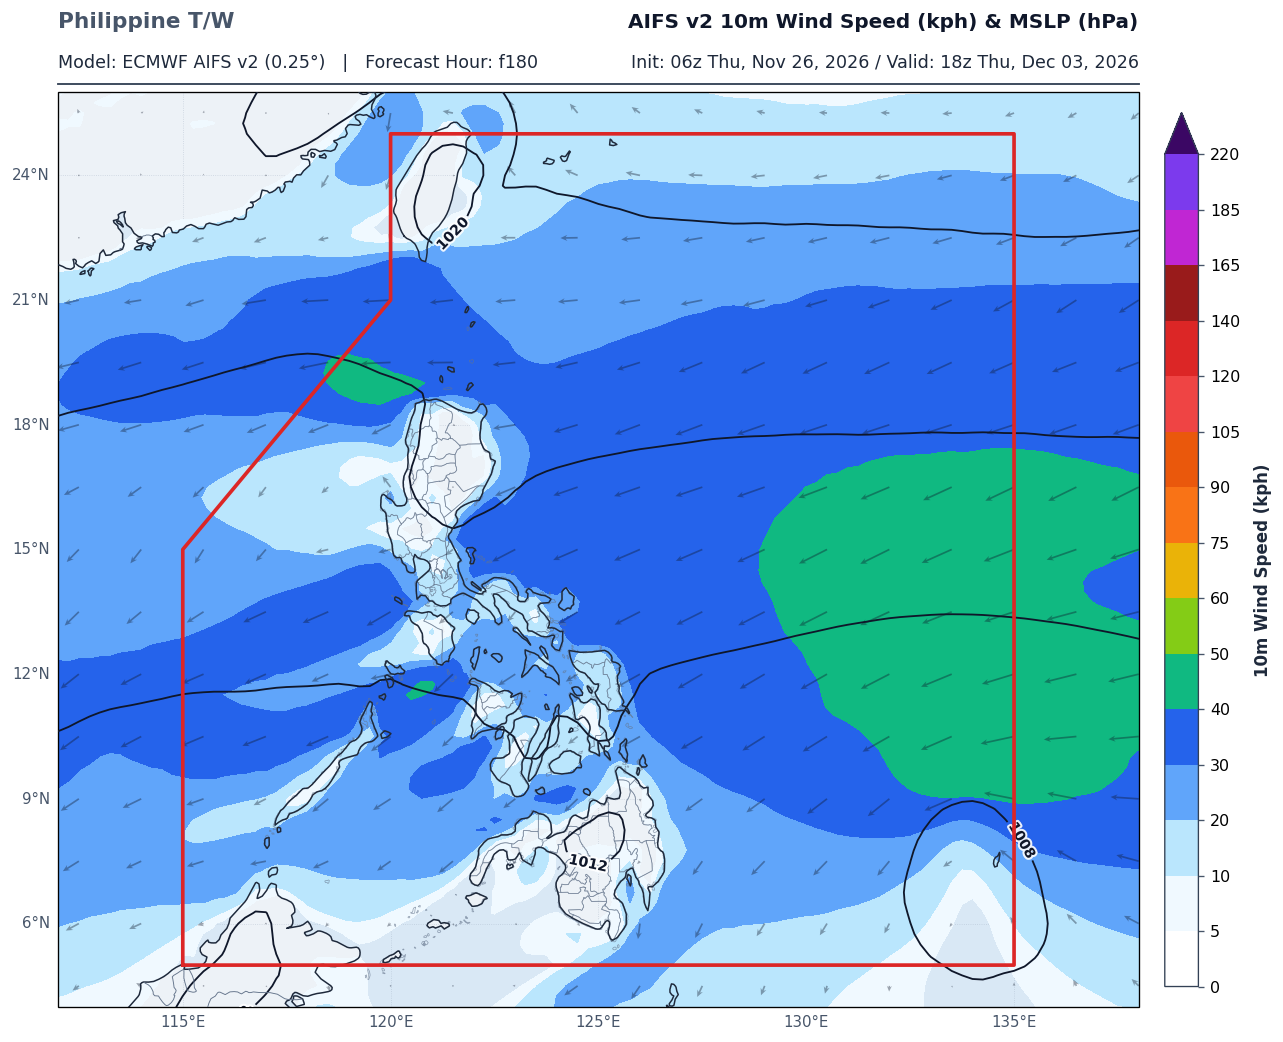 Philippine T/W
AIFS v2 10m Wind Speed (kph) & MSLP (hPa)
Model: ECMWF AIFS v2 (0.25°) | Forecast Hour: f180
Init: 06z Thu, Nov 26, 2026 / Valid: 18z Thu, Dec 03, 2026
24°N
21°N
18°N
15°N
12°N
9°N
6°N
115°E
120°E
125°E
130°E
135°E
1020
1012
1008
220
185
165
140
120
105
90
75
60
50
40
30
20
10
5
0
10m Wind Speed (kph)